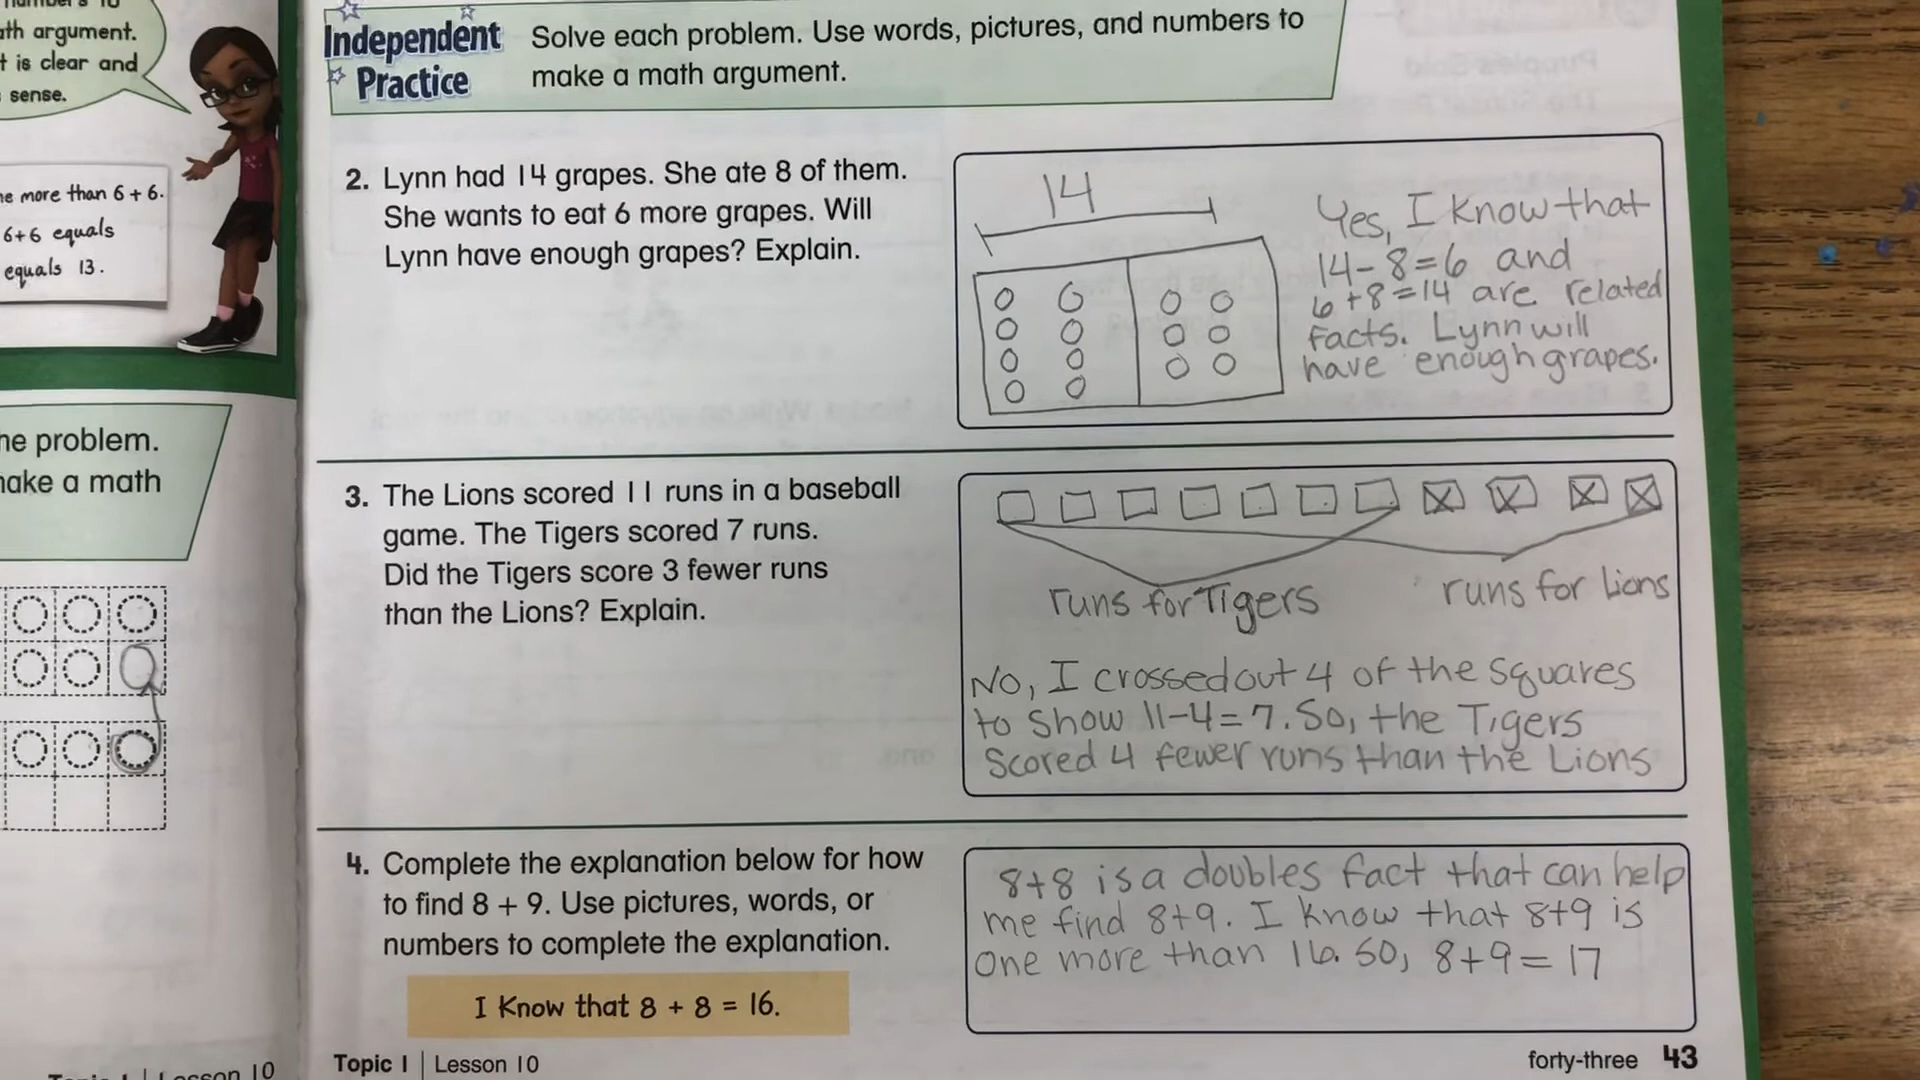 ath argument.
t is clear and
sense.
ne more than 6 + 6.
6+6 equals
equals 13.
he problem.
make a math
Independent
Practice
Solve each problem. Use words, pictures, and numbers to
make a math argument.
2. Lynn had 14 grapes. She ate 8 of them.
She wants to eat 6 more grapes. Will
Lynn have enough grapes? Explain.
14
Yes, I know that
14-8=6 and
6+8=14 are related
facts. Lynn will
have enough grapes.
3. The Lions scored 11 runs in a baseball
game. The Tigers scored 7 runs.
Did the Tigers score 3 fewer runs
than the Lions? Explain.
runs for Tigers
runs for lions
No, I crossed out 4 of the squares
to show 11-4=7. So, the Tigers
Scored 4 fewer runs than the Lions
4. Complete the explanation below for how
to find 8 + 9. Use pictures, words, or
numbers to complete the explanation.
I know that 8 + 8 = 16.
8+8 is a doubles fact that can help
me find 8+9. I know that 8+9 is
one more than 16. So, 8+9=17
Topic 1 | Lesson 10
Topic 1 | Lesson 10
forty-three 43